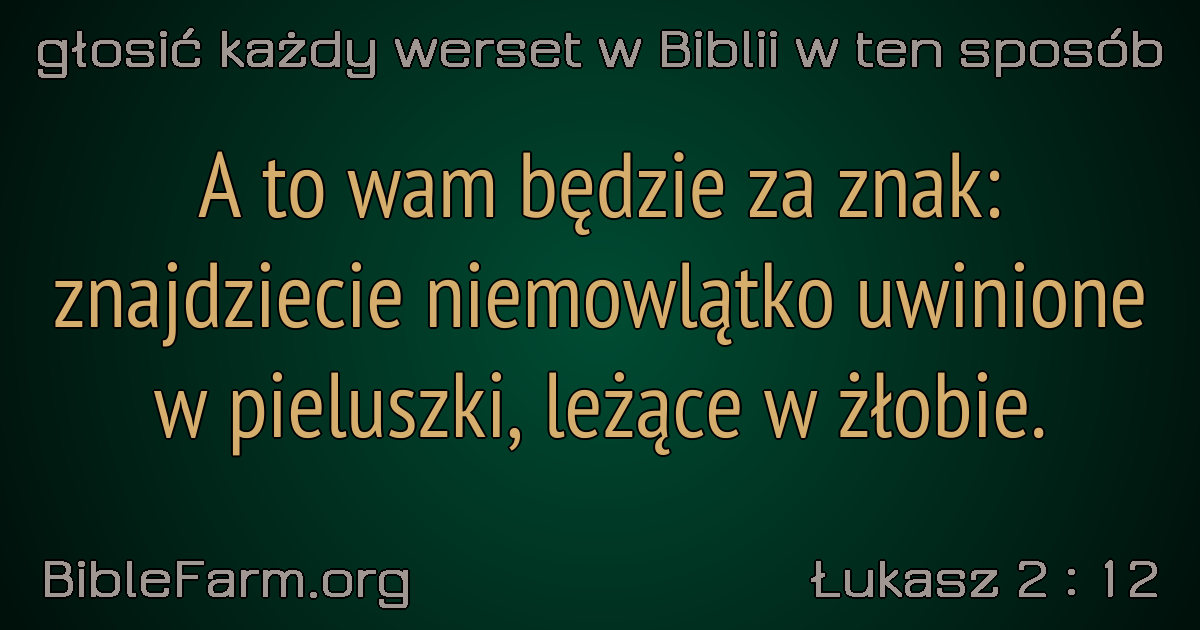 głosić każdy werset w Biblii w ten sposób
A to wam będzie za znak:
znajdziecie niemowlątko uwinione
w pieluszki, leżące w żłobie.
BibleFarm.org
Łukasz 2 : 12